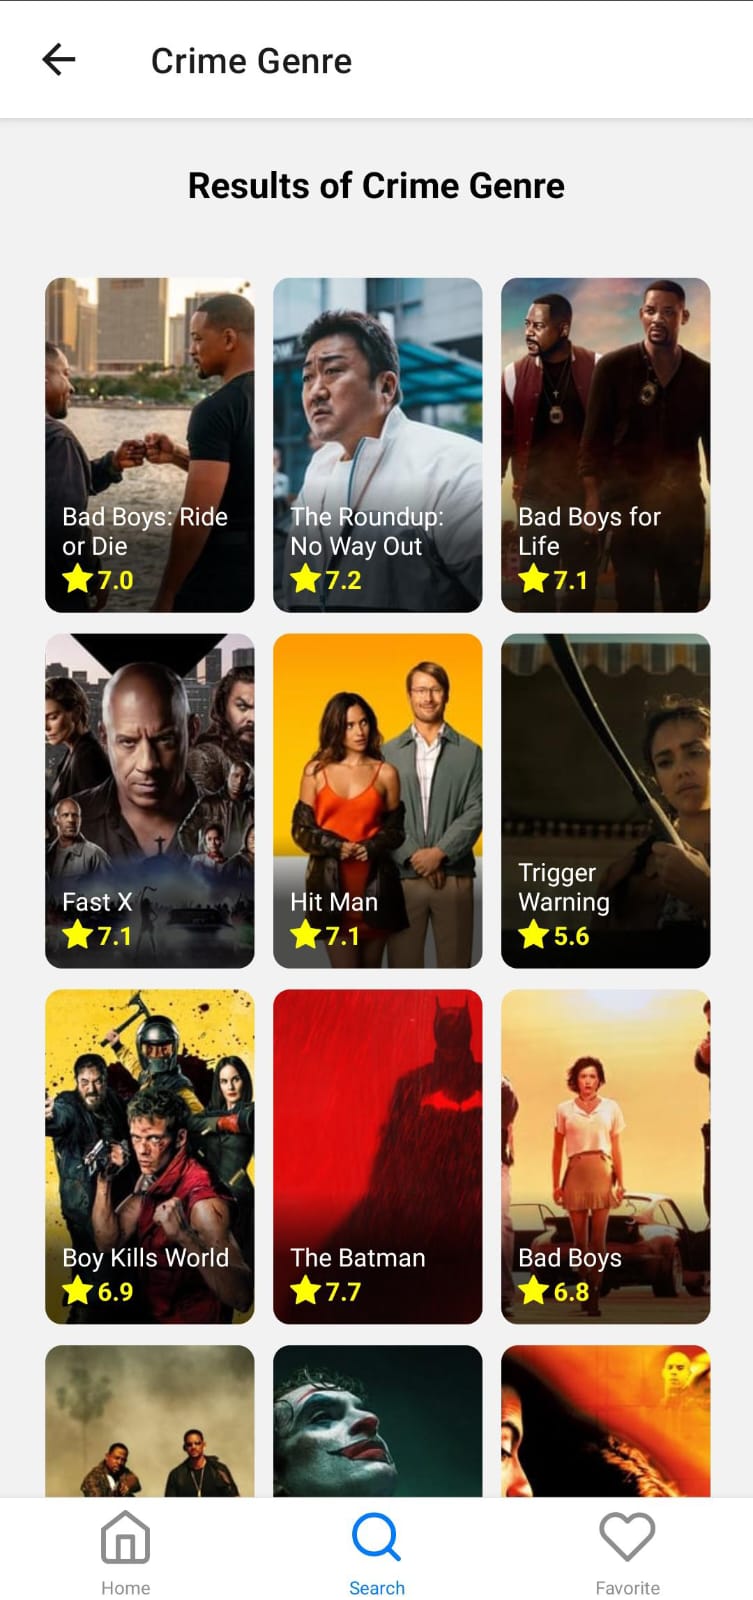 Crime Genre
Results of Crime Genre
Bad Boys: Ride
or Die
7.0
The Roundup:
No Way Out
7.2
Bad Boys for
Life
7.1
Fast X
7.1
Hit Man
7.1
Trigger
Warning
5.6
Boy Kills World
6.9
The Batman
7.7
Bad Boys
6.8
Home
Search
Favorite